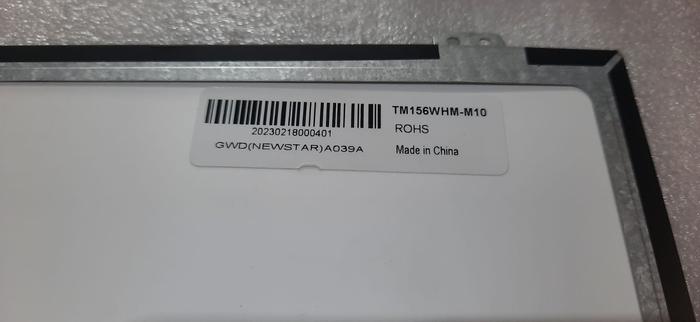 20230218000401
GWD(NEWSTAR)A039A
TM156WHM-M10
ROHS
Made in China